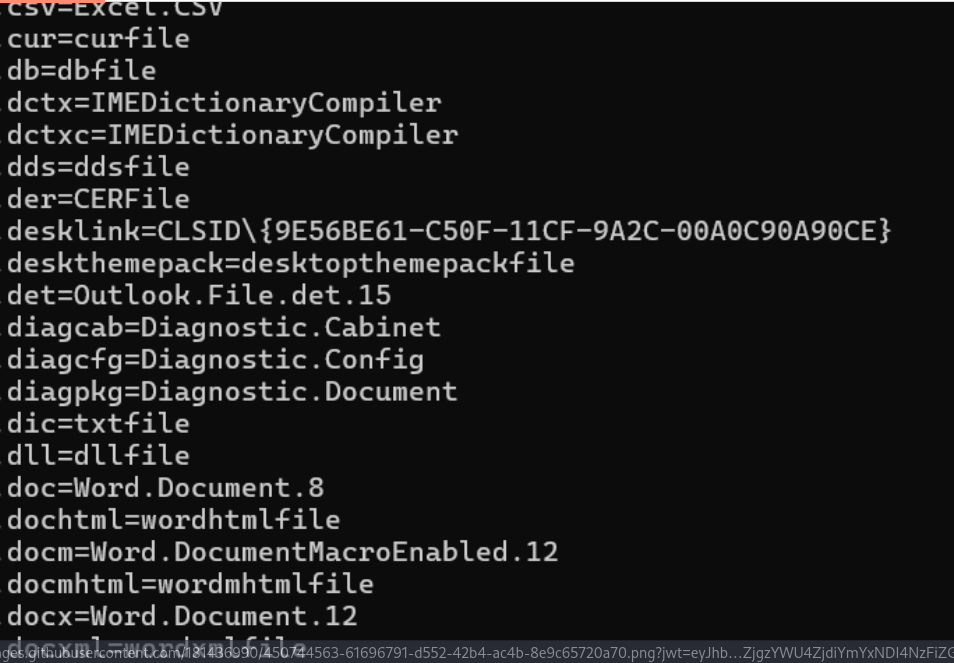 .csv=Excel.CSV
.cur=curfile
.db=dbfile
.dctx=IMEDictionaryCompiler
.dctxc=IMEDictionaryCompiler
.dds=ddsfile
.der=CERFile
.desklink=CLSID\{9E56BE61-C50F-11CF-9A2C-00A0C90A90CE}
.deskthemepack=desktopthemepackfile
.det=Outlook.File.det.15
.diagcab=Diagnostic.Cabinet
.diagcfg=Diagnostic.Config
.diagpkg=Diagnostic.Document
.dic=txtfile
.dll=dllfile
.doc=Word.Document.8
.dochtml=wordhtmlfile
.docm=Word.DocumentMacroEnabled.12
.docmhtml=wordmhtmlfile
.docx=Word.Document.12
.docxml=wordxmlfile
ages.githubusercontent.com/181436990/450744563-61696791-d552-42b4-ac4b-8e9c65720a70.png?jwt=eyJhb…ZjgzYWU4ZjdiYmYxNDI4NzFiZG